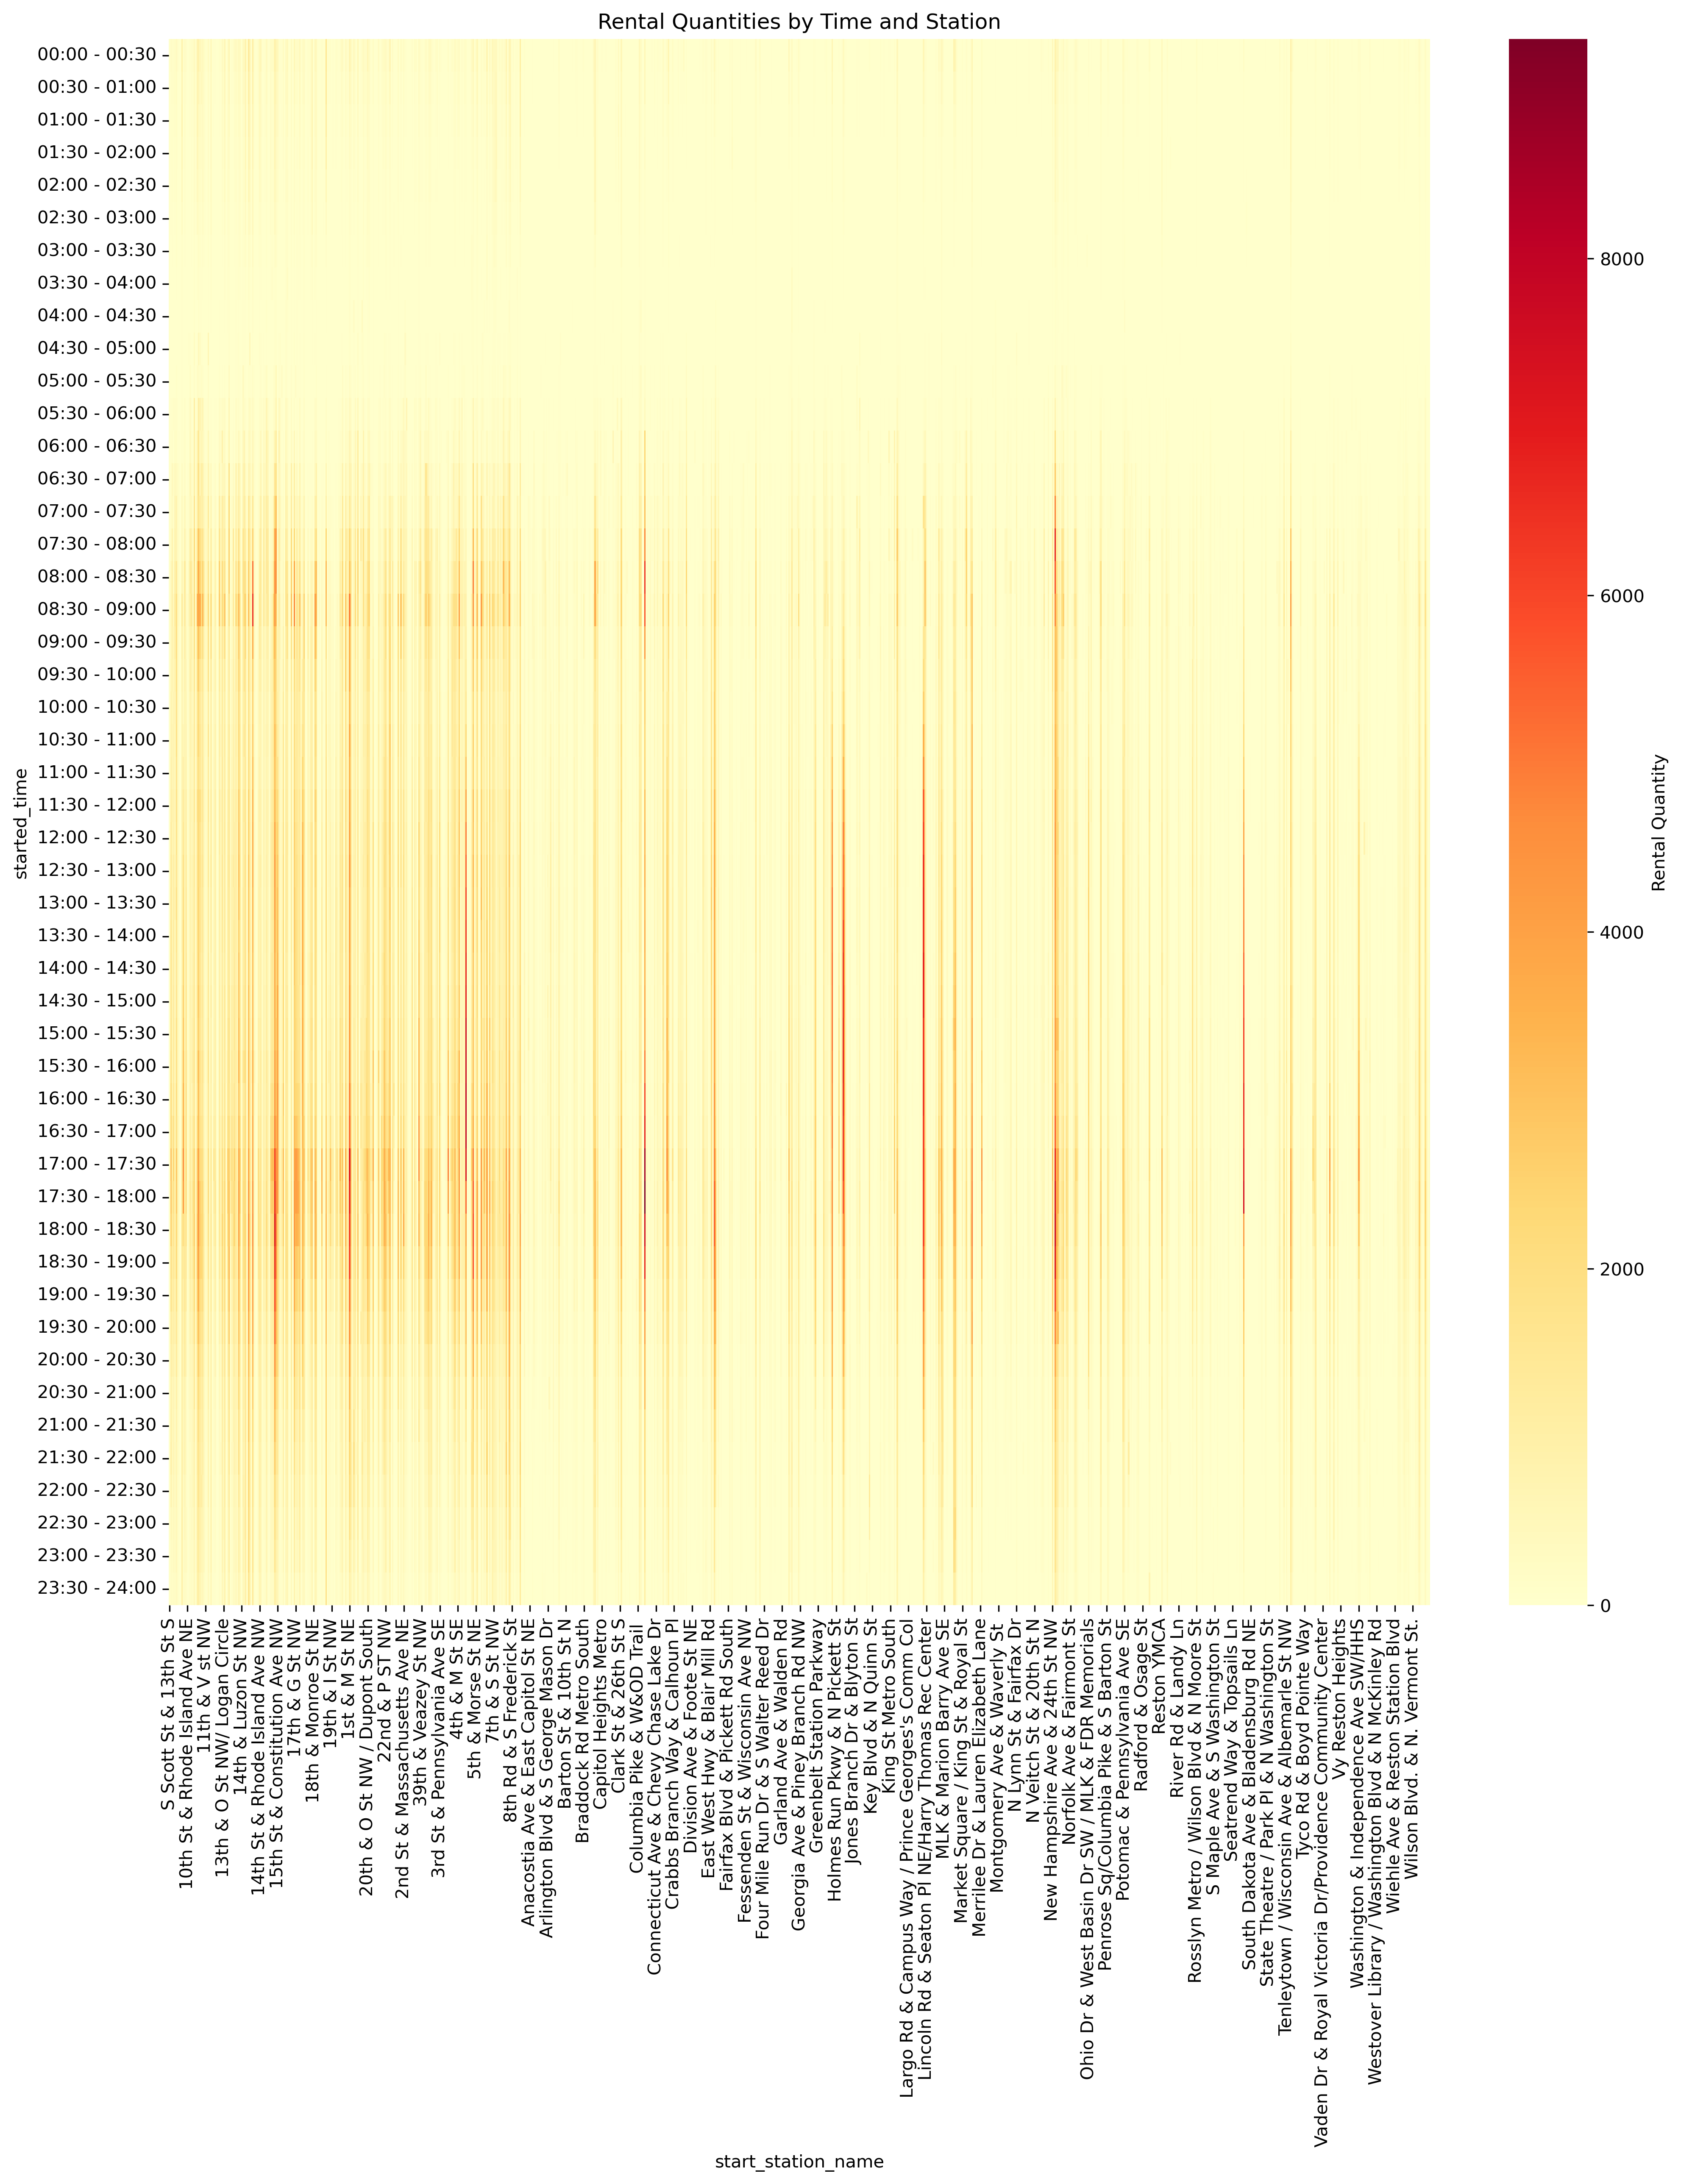 Rental Quantities by Time and Station
00:00 - 00:30
00:30 - 01:00
01:00 - 01:30
01:30 - 02:00
02:00 - 02:30
02:30 - 03:00
03:00 - 03:30
03:30 - 04:00
04:00 - 04:30
04:30 - 05:00
05:00 - 05:30
05:30 - 06:00
06:00 - 06:30
06:30 - 07:00
07:00 - 07:30
07:30 - 08:00
08:00 - 08:30
08:30 - 09:00
09:00 - 09:30
09:30 - 10:00
10:00 - 10:30
10:30 - 11:00
11:00 - 11:30
11:30 - 12:00
12:00 - 12:30
12:30 - 13:00
13:00 - 13:30
13:30 - 14:00
14:00 - 14:30
14:30 - 15:00
15:00 - 15:30
15:30 - 16:00
16:00 - 16:30
16:30 - 17:00
17:00 - 17:30
17:30 - 18:00
18:00 - 18:30
18:30 - 19:00
19:00 - 19:30
19:30 - 20:00
20:00 - 20:30
20:30 - 21:00
21:00 - 21:30
21:30 - 22:00
22:00 - 22:30
22:30 - 23:00
23:00 - 23:30
23:30 - 24:00
started_time
S Scott St & 13th St S
10th St & Rhode Island Ave NE
11th & V st NW
13th & O St NW/ Logan Circle
14th & Luzon St NW
14th St & Rhode Island Ave NW
15th St & Constitution Ave NW
17th & G St NW
18th & Monroe St NE
19th & I St NW
1st & M St NE
20th & O St NW / Dupont South
22nd & P ST NW
2nd St & Massachusetts Ave NE
39th & Veazey St NW
3rd St & Pennsylvania Ave SE
4th & M St SE
5th & Morse St NE
7th & S St NW
8th Rd & S Frederick St
Anacostia Ave & East Capitol St NE
Arlington Blvd & S George Mason Dr
Barton St & 10th St N
Braddock Rd Metro South
Capitol Heights Metro
Clark St & 26th St S
Columbia Pike & W&OD Trail
Connecticut Ave & Chevy Chase Lake Dr
Crabbs Branch Way & Calhoun Pl
Division Ave & Foote St NE
East West Hwy & Blair Mill Rd
Fairfax Blvd & Pickett Rd South
Fessenden St & Wisconsin Ave NW
Four Mile Run Dr & S Walter Reed Dr
Garland Ave & Walden Rd
Georgia Ave & Piney Branch Rd NW
Greenbelt Station Parkway
Holmes Run Pkwy & N Pickett St
Jones Branch Dr & Blyton St
Key Blvd & N Quinn St
King St Metro South
Largo Rd & Campus Way / Prince Georges's Comm Col
Lincoln Rd & Seaton Pl NE/Harry Thomas Rec Center
MLK & Marion Barry Ave SE
Market Square / King St & Royal St
Merrilee Dr & Lauren Elizabeth Lane
Montgomery Ave & Waverly St
N Lynn St & Fairfax Dr
N Veitch St & 20th St N
New Hampshire Ave & 24th St NW
Norfolk Ave & Fairmont St
Ohio Dr & West Basin Dr SW / MLK & FDR Memorials
Penrose Sq/Columbia Pike & S Barton St
Potomac & Pennsylvania Ave SE
Radford & Osage St
Reston YMCA
River Rd & Landy Ln
Rosslyn Metro / Wilson Blvd & N Moore St
S Maple Ave & S Washington St
Seatrend Way & Topsails Ln
South Dakota Ave & Bladensburg Rd NE
State Theatre / Park Pl & N Washington St
Tenleytown / Wisconsin Ave & Albemarle St NW
Tyco Rd & Boyd Pointe Way
Vaden Dr & Royal Victoria Dr/Providence Community Center
Vy Reston Heights
Washington & Independence Ave SW/HHS
Westover Library / Washington Blvd & N McKinley Rd
Wiehle Ave & Reston Station Blvd
Wilson Blvd. & N. Vermont St.
start_station_name
8000
6000
4000
2000
0
Rental Quantity